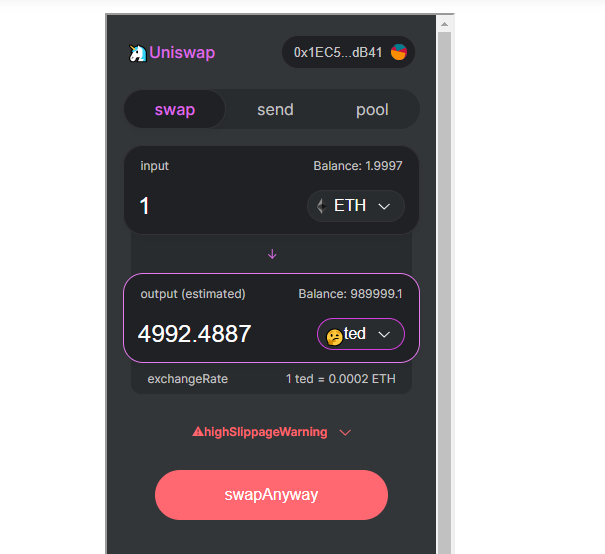 Uniswap 0x1EC5...dB41
swap send pool
input Balance: 1.9997
1 ETH
output (estimated) Balance: 989999.1
4992.4887 ted
exchangeRate 1 ted = 0.0002 ETH
highSlippageWarning
swapAnyway